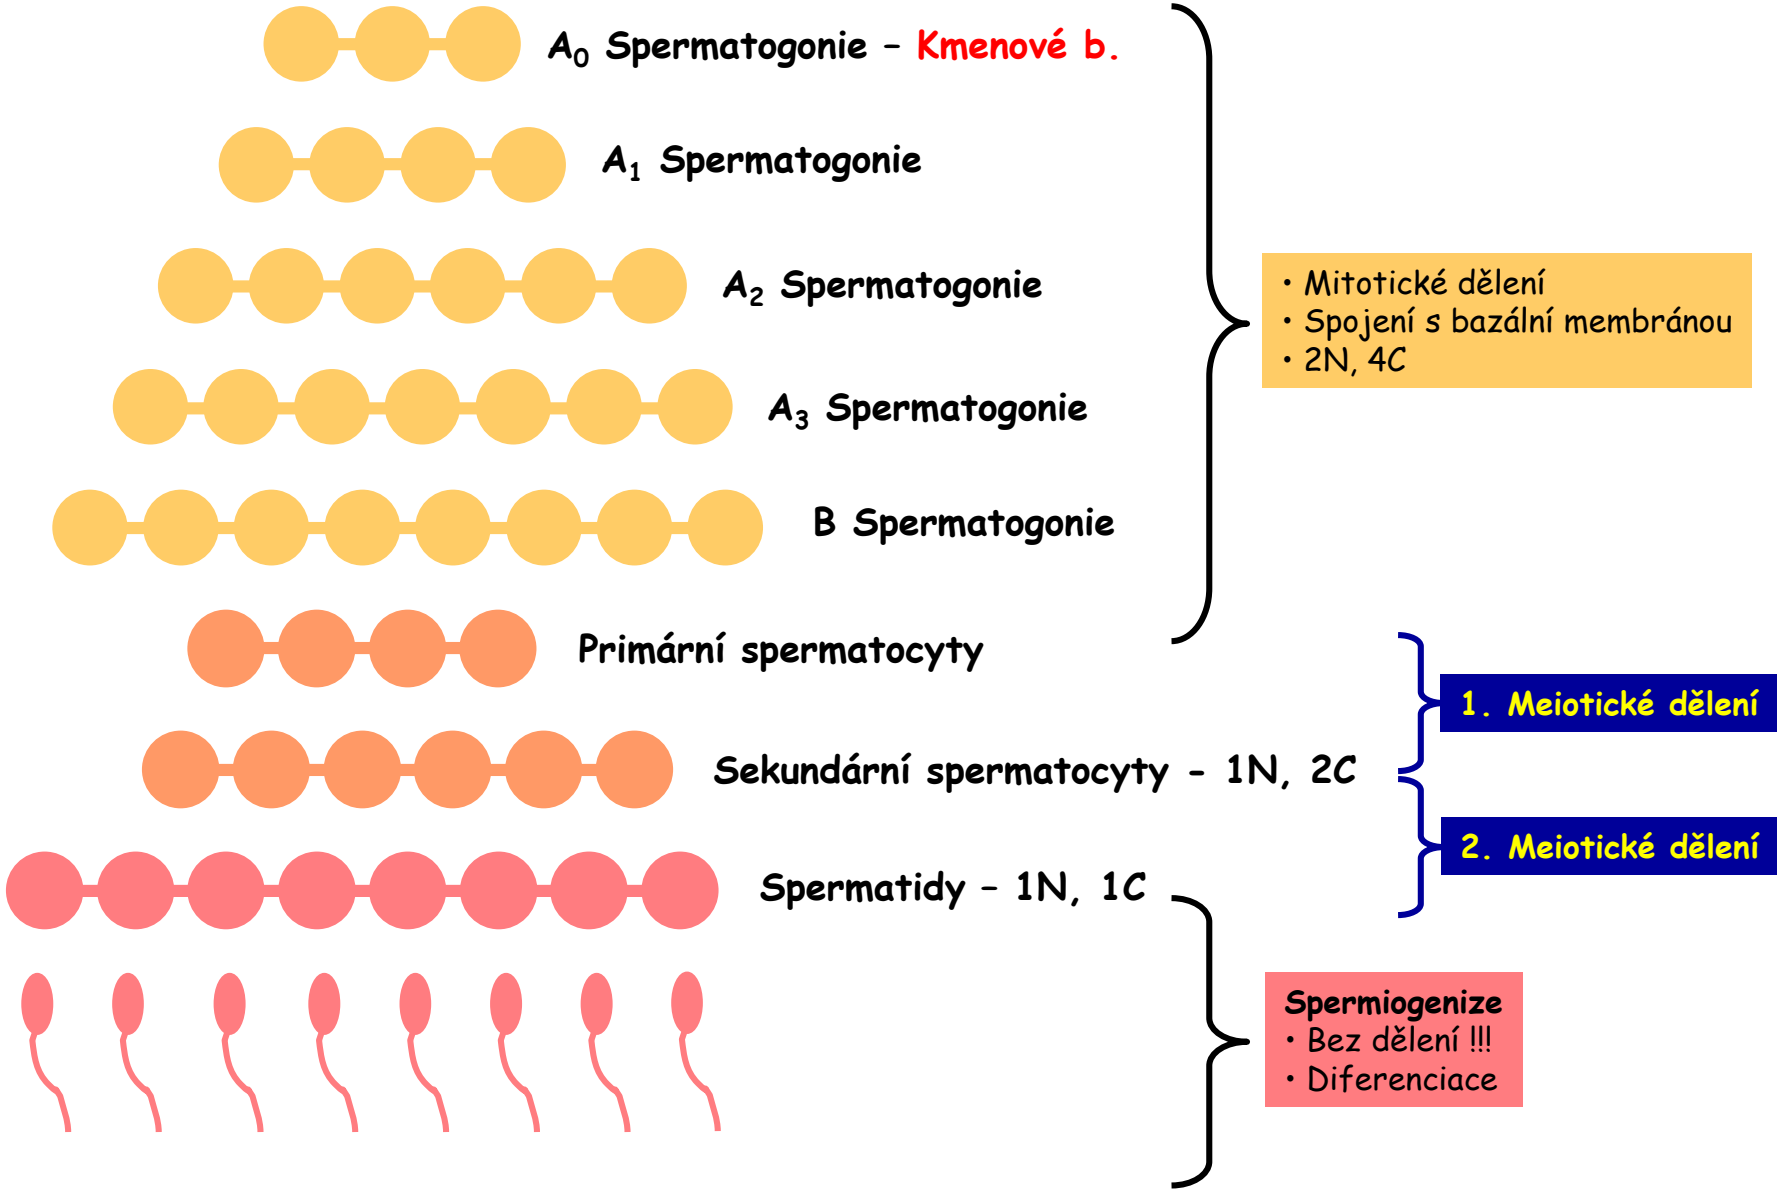 A₀ Spermatogonie – Kmenové b.
A₁ Spermatogonie
A₂ Spermatogonie
• Mitotické dělení
• Spojení s bazální membránou
• 2N, 4C
A₃ Spermatogonie
B Spermatogonie
Primární spermatocyty
1. Meiotické dělení
Sekundární spermatocyty - 1N, 2C
2. Meiotické dělení
Spermatidy – 1N, 1C
Spermiogenize
• Bez dělení !!!
• Diferenciace